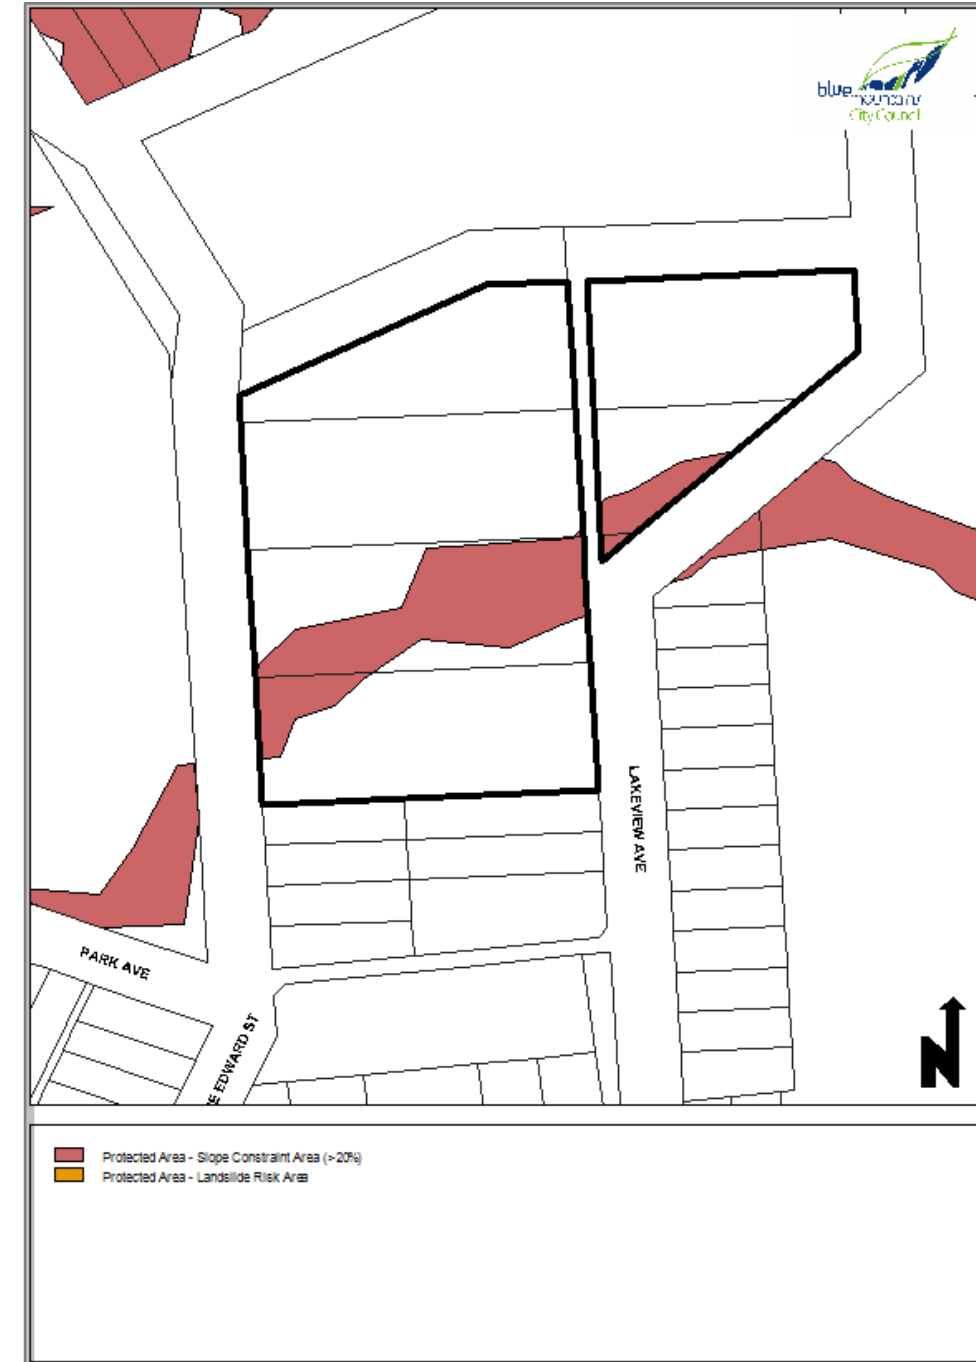 blue mountains
City Council
LAKEVIEW AVE
PARK AVE
E EDWARD ST
N
Protected Area - Slope Constraint Area (>20%)
Protected Area - Landslide Risk Area